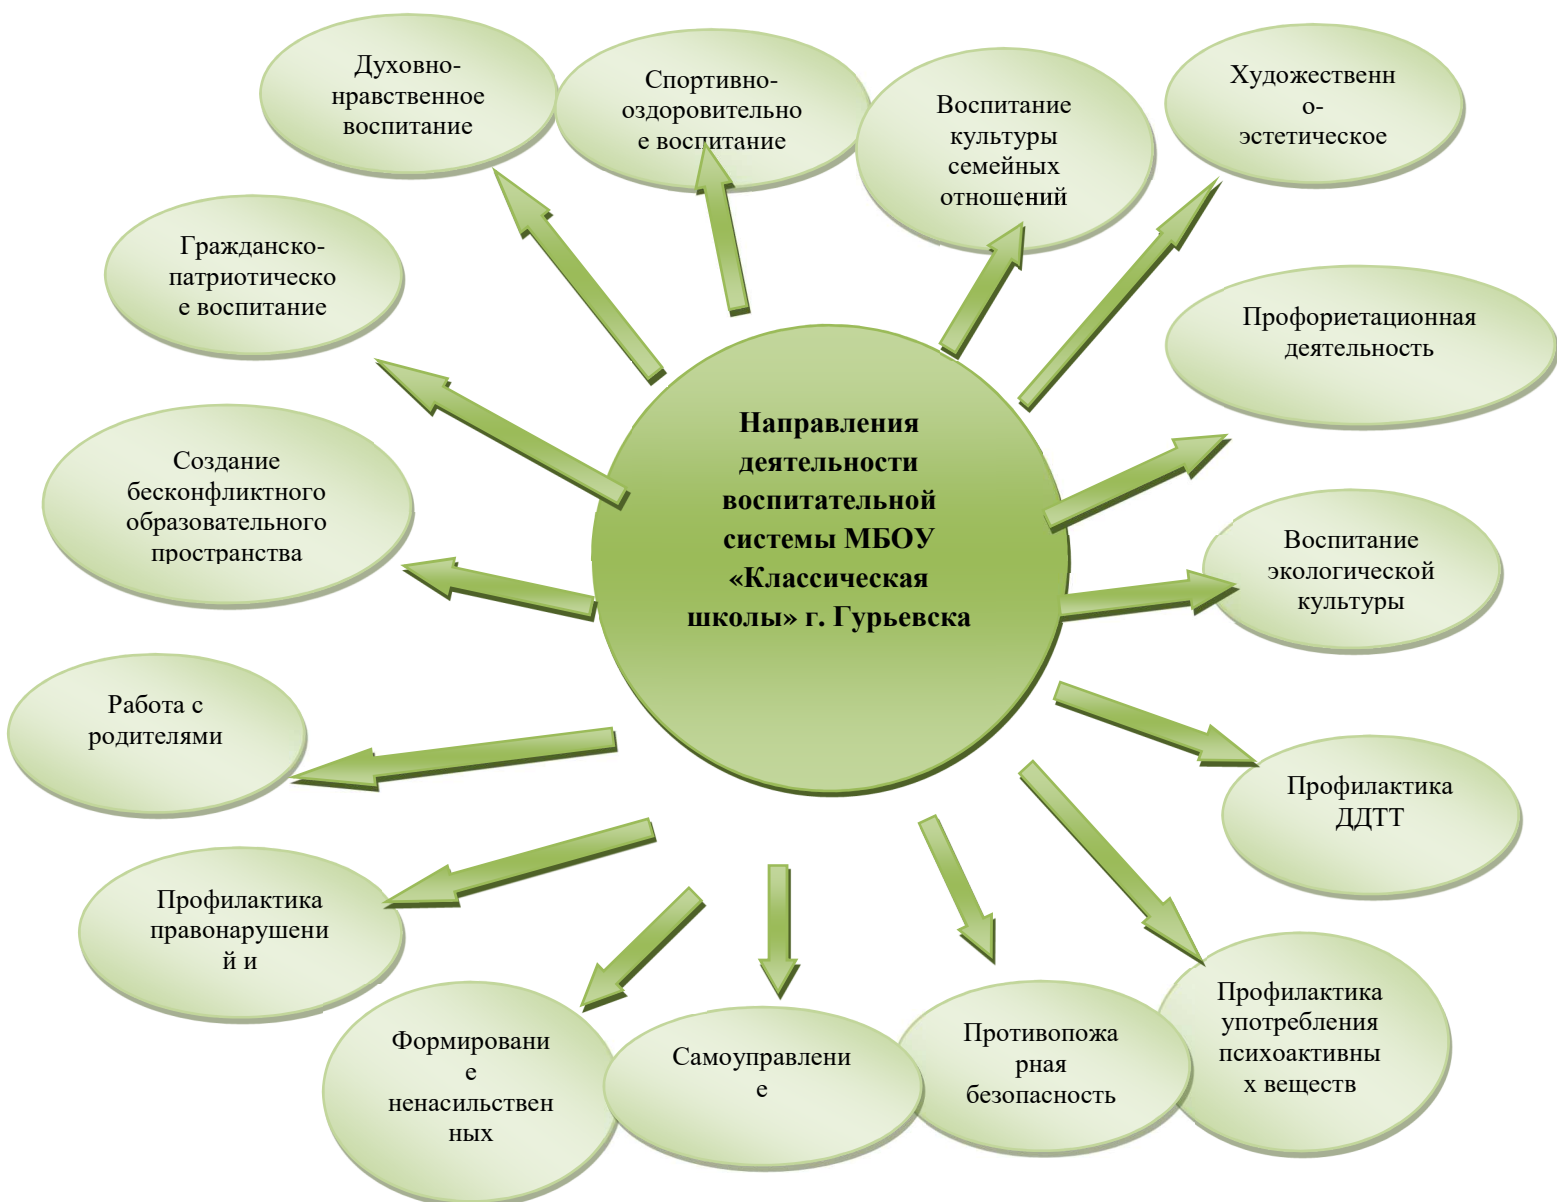 Духовно-
нравственное
воспитание
Спортивно-
оздоровительно
е воспитание
Воспитание
культуры
семейных
отношений
Художественн
о-
эстетическое
Гражданско-
патриотическо
е воспитание
Профориетационная
деятельность
Направления
деятельности
воспитательной
системы МБОУ
«Классическая
школы» г. Гурьевска
Создание
бесконфликтного
образовательного
пространства
Воспитание
экологической
культуры
Работа с
родителями
Профилактика
ДДТТ
Профилактика
правонарушени
й и
Формировани
е
ненасильствен
ных
Самоуправлени
е
Противопожа
рная
безопасность
Профилактика
употребления
психоактивны
х веществ